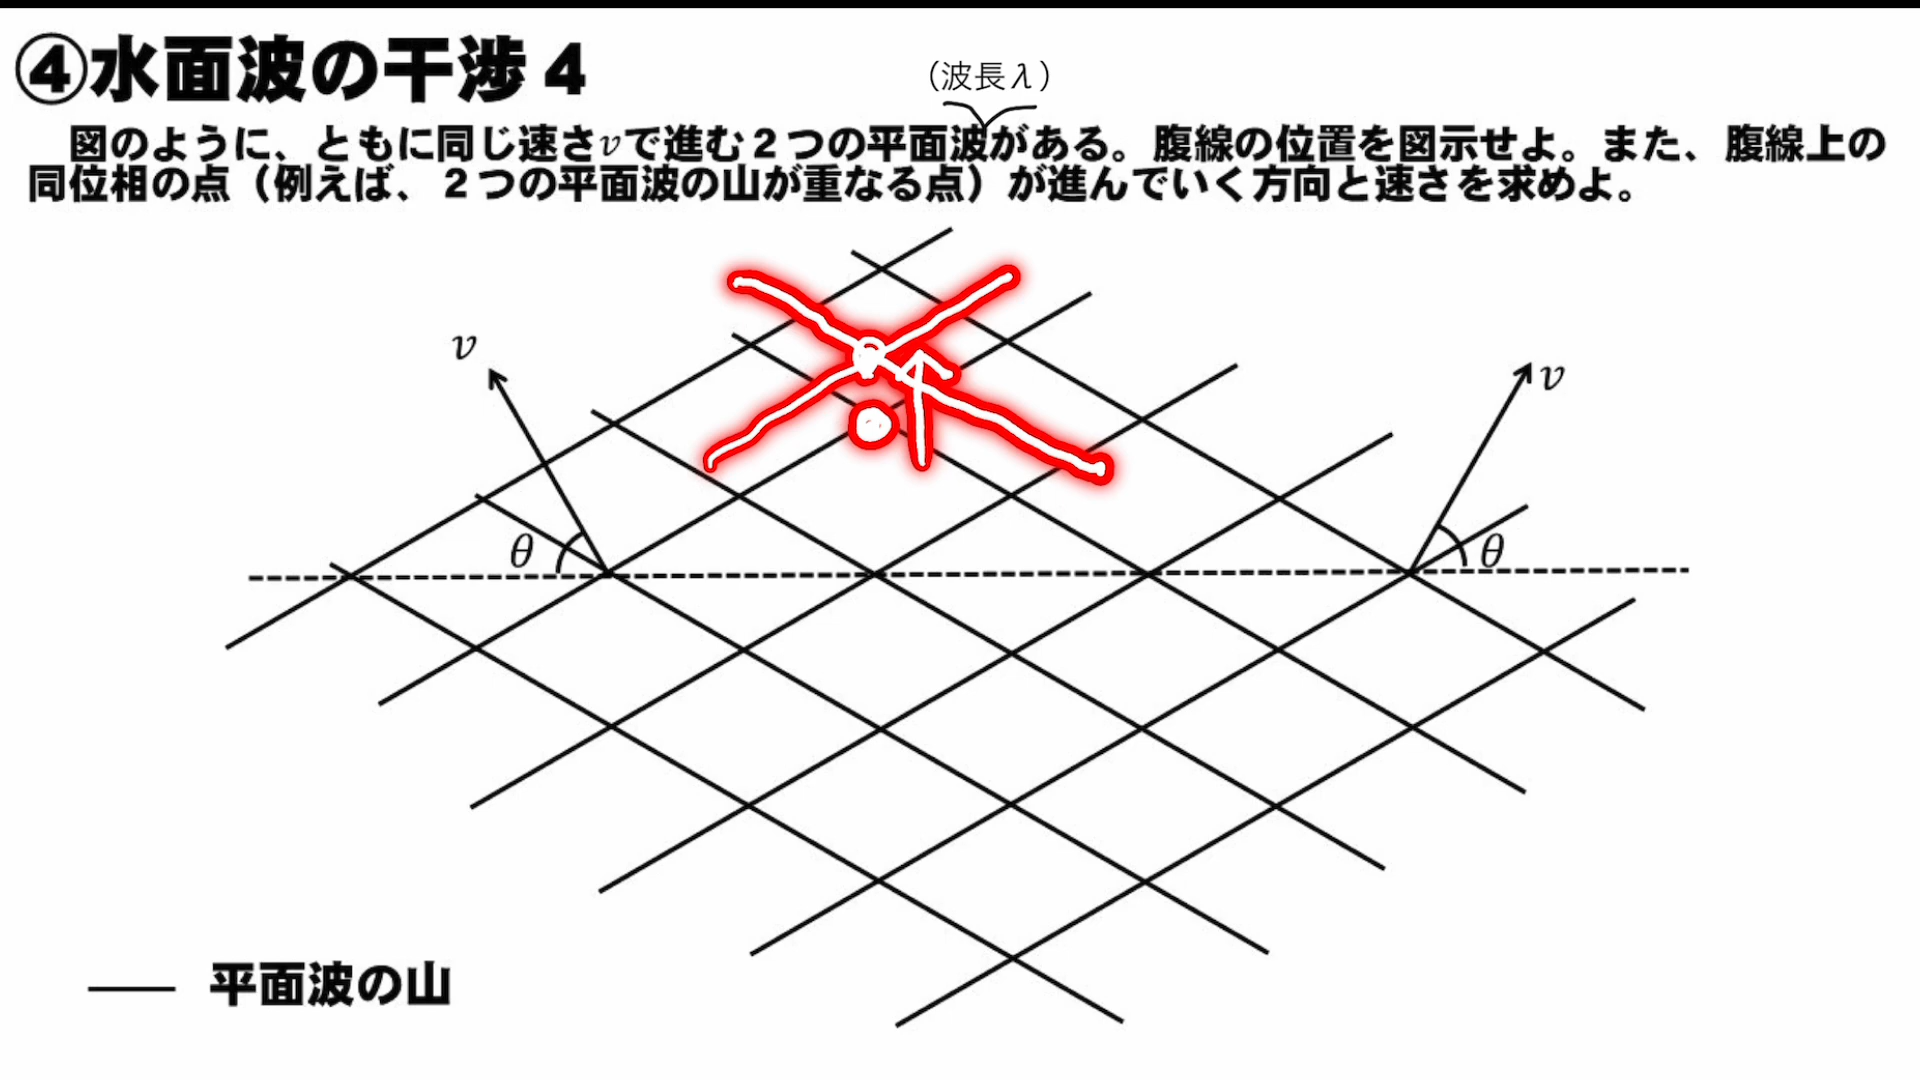 ④水面波の干渉４
（波長λ）
図のように、ともに同じ速さvで進む２つの平面波がある。腹線の位置を図示せよ。また、腹線上の
同位相の点（例えば、２つの平面波の山が重なる点）が進んでいく方向と速さを求めよ。
v
v
θ
θ
平面波の山